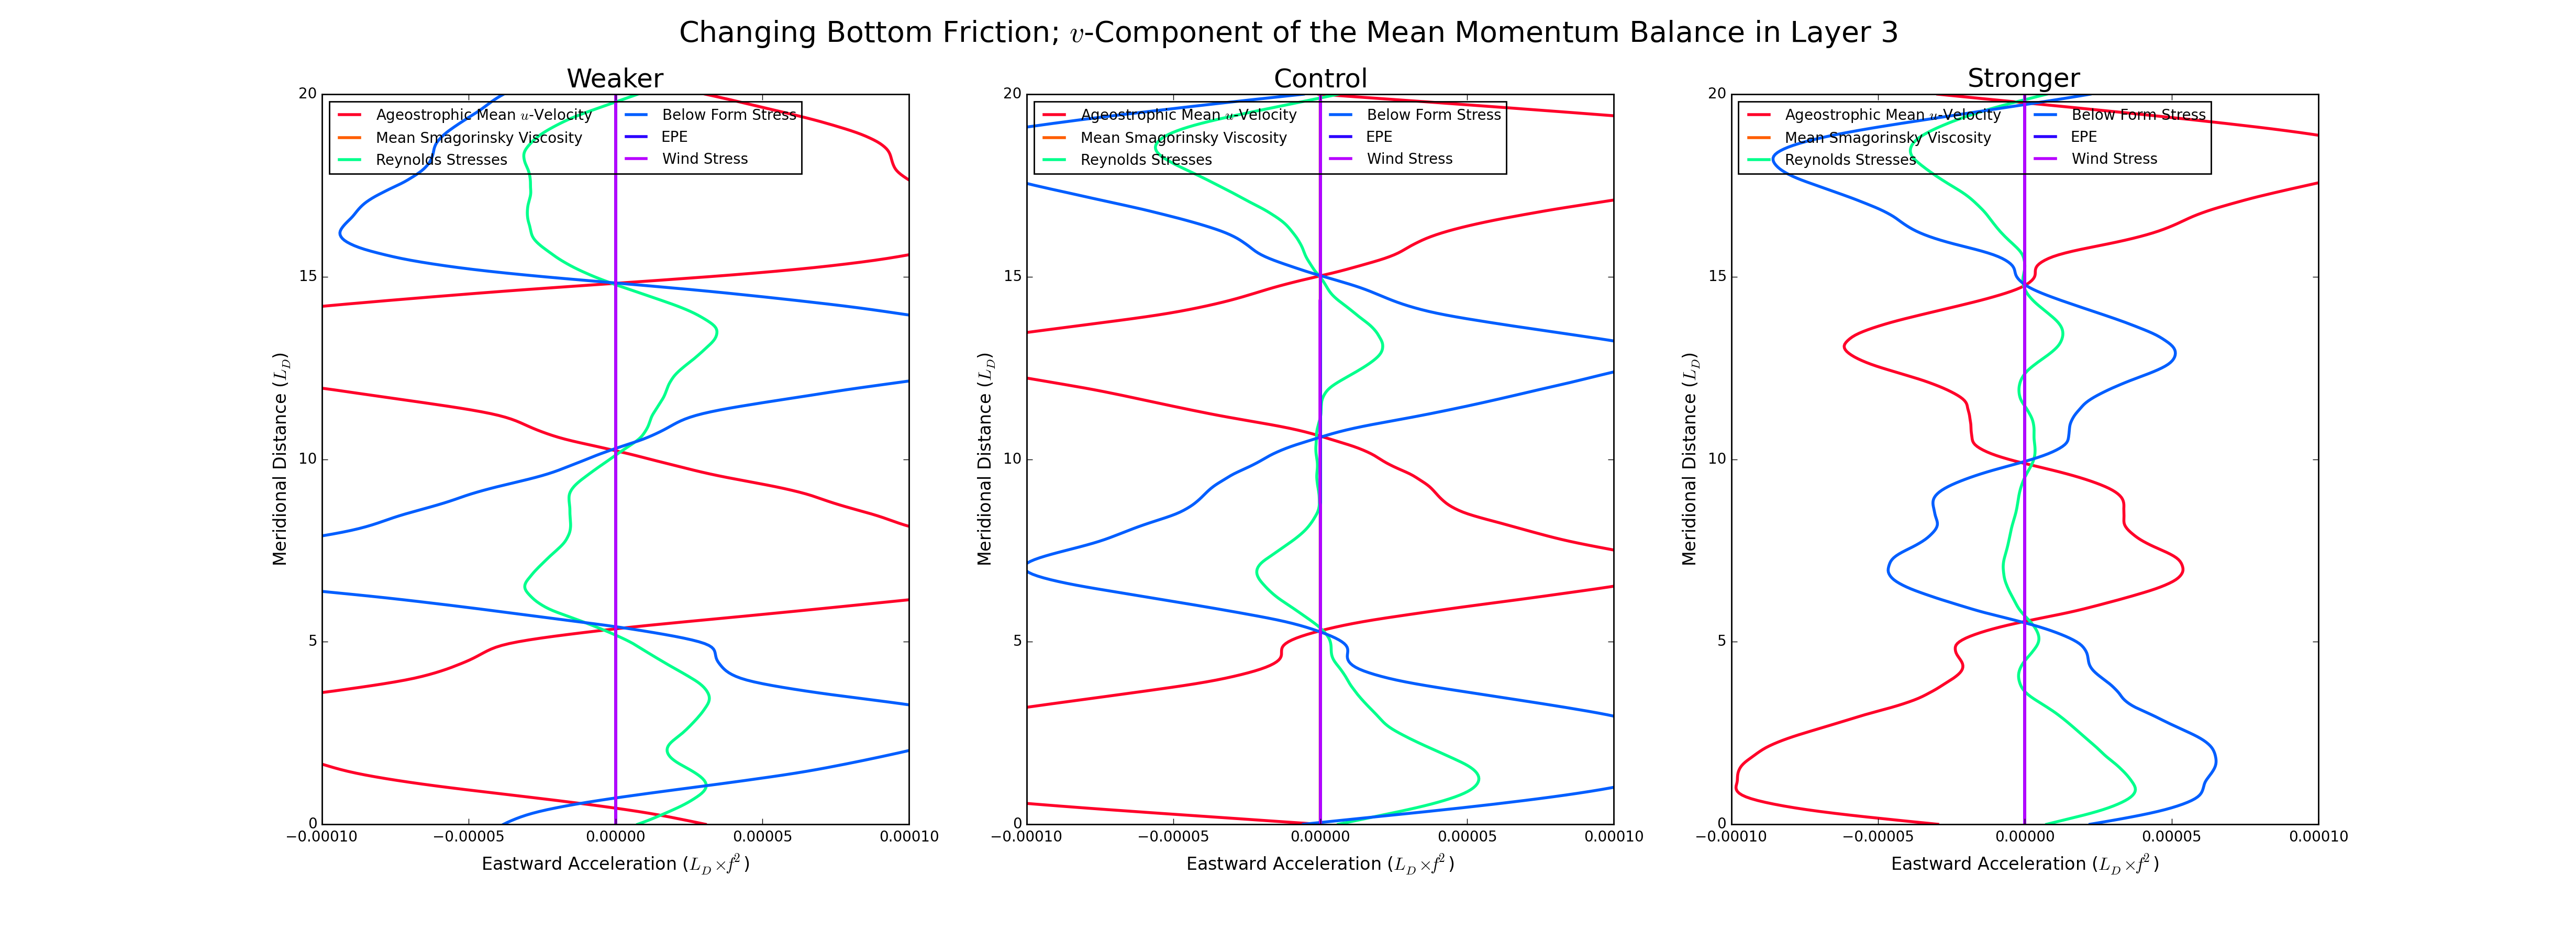 Changing Bottom Friction; v-Component of the Mean Momentum Balance in Layer 3
Weaker
20
15
10
5
0
Meridional Distance (L_D)
Ageostrophic Mean u-Velocity
Mean Smagorinsky Viscosity
Reynolds Stresses
Below Form Stress
EPE
Wind Stress
−0.00010 −0.00005 0.00000 0.00005 0.00010
Eastward Acceleration (L_D×f²)
Control
20
15
10
5
0
Meridional Distance (L_D)
Ageostrophic Mean u-Velocity
Mean Smagorinsky Viscosity
Reynolds Stresses
Below Form Stress
EPE
Wind Stress
−0.00010 −0.00005 0.00000 0.00005 0.00010
Eastward Acceleration (L_D×f²)
Stronger
20
15
10
5
0
Meridional Distance (L_D)
Ageostrophic Mean u-Velocity
Mean Smagorinsky Viscosity
Reynolds Stresses
Below Form Stress
EPE
Wind Stress
−0.00010 −0.00005 0.00000 0.00005 0.00010
Eastward Acceleration (L_D×f²)